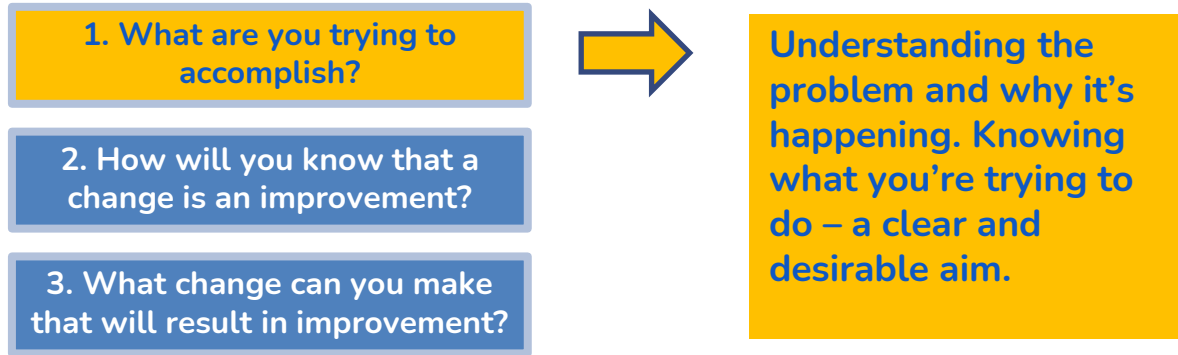 1. What are you trying to
accomplish?
2. How will you know that a
change is an improvement?
3. What change can you make
that will result in improvement?
Understanding the
problem and why it’s
happening. Knowing
what you’re trying to
do – a clear and
desirable aim.